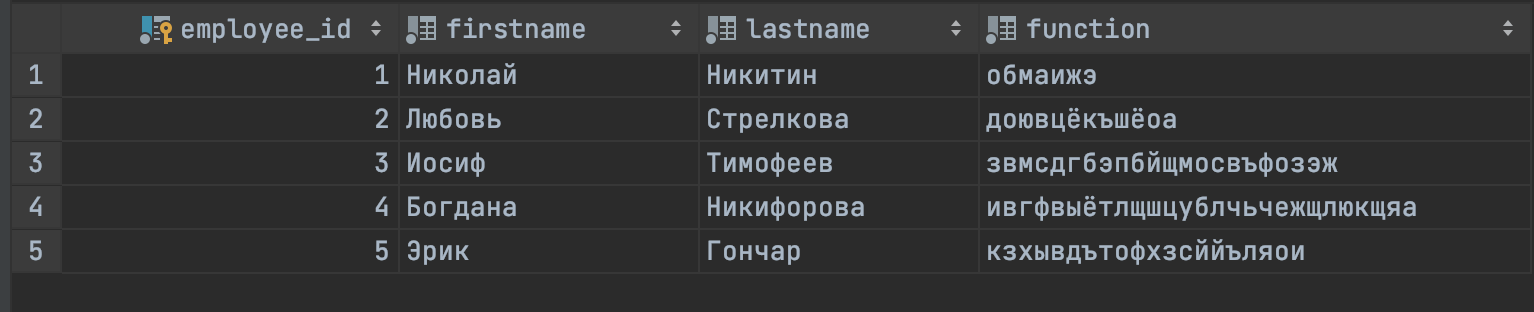 employee_id firstname lastname function
1 1 Николай Никитин обмаижэ
2 2 Любовь Стрелкова доювцёкъшёоа
3 3 Иосиф Тимофеев звмсдгбэпбйщмосвъфозэж
4 4 Богдана Никифорова ивгфвыётлщшцублчьчежщлюкщяа
5 5 Эрик Гончар кзхывдътофхзсййъляои